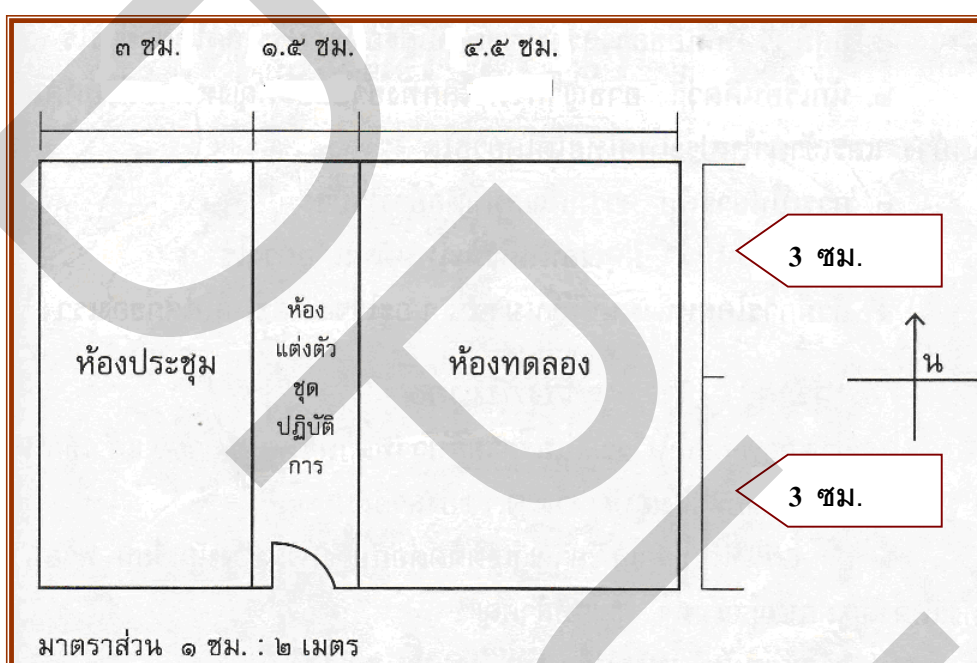 ๓ ซม. ๑.๕ ซม. ๔.๕ ซม.
3 ซม.
ห้อง
แต่งตัว
ชุด
ปฏิบัติ
การ
ห้องประชุม
ห้องทดลอง
น
3 ซม.
มาตราส่วน ๑ ซม. : ๒ เมตร